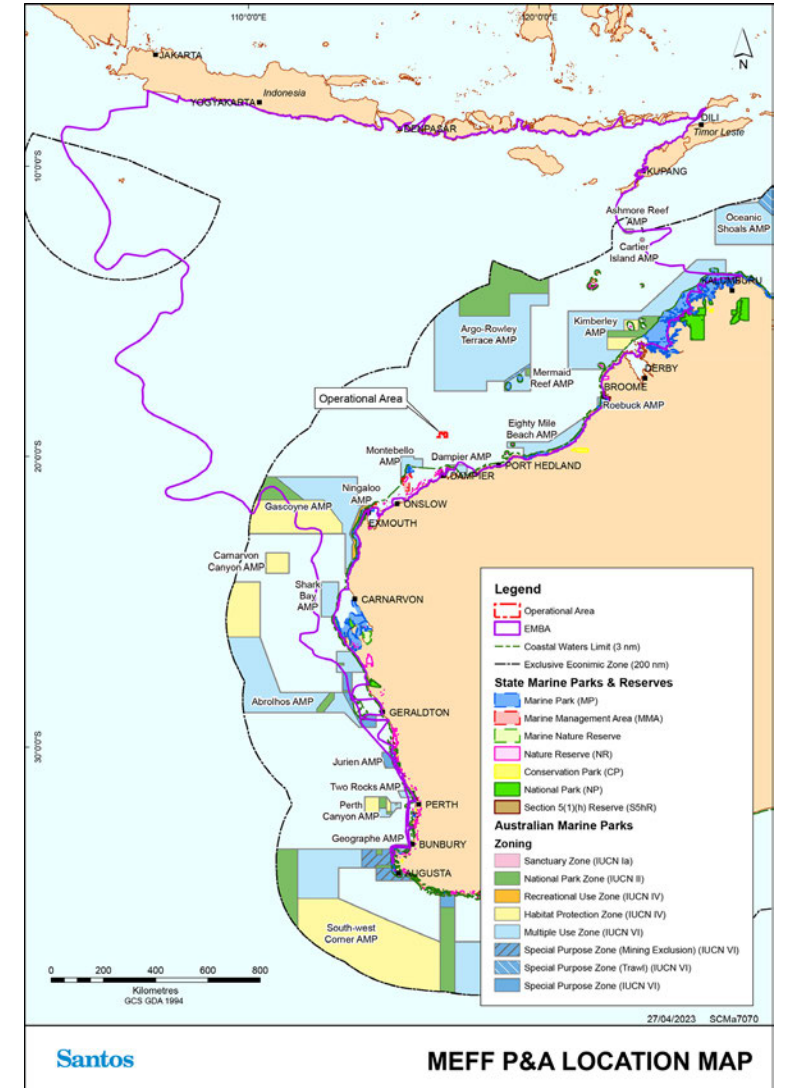 110°0'0"E
120°0'0"E
N
JAKARTA
Indonesia
YOGYAKARTA
DENPASAR
DILI
Timor Leste
10°0'0"S
KUPANG
Ashmore Reef
AMP
Oceanic
Shoals AMP
Cartier
Island AMP
KALUMBURU
Argo-Rowley
Terrace AMP
Kimberley
AMP
DERBY
Mermaid
Reef AMP
BROOME
Roebuck AMP
Operational Area
Eighty Mile
Beach AMP
20°0'0"S
Montebello
AMP
Dampier AMP
PORT HEDLAND
DAMPIER
Ningaloo
AMP
ONSLOW
Gascoyne AMP
EXMOUTH
Carnarvon
Canyon AMP
Shark
Bay
AMP
CARNARVON
Abrolhos AMP
GERALDTON
30°0'0"S
Jurien AMP
Two Rocks AMP
Perth
Canyon AMP
PERTH
Geographe AMP
BUNBURY
AUGUSTA
South-west
Corner AMP
Legend
Operational Area
EMBA
Coastal Waters Limit (3 nm)
Exclusive Econimic Zone (200 nm)
State Marine Parks & Reserves
Marine Park (MP)
Marine Management Area (MMA)
Marine Nature Reserve
Nature Reserve (NR)
Conservation Park (CP)
National Park (NP)
Section 5(1)(h) Reserve (S5hR)
Australian Marine Parks
Zoning
Sanctuary Zone (IUCN Ia)
National Park Zone (IUCN II)
Recreational Use Zone (IUCN IV)
Habitat Protection Zone (IUCN IV)
Multiple Use Zone (IUCN VI)
Special Purpose Zone (Mining Exclusion) (IUCN VI)
Special Purpose Zone (Trawl) (IUCN VI)
Special Purpose Zone (IUCN VI)
0 200 400 600 800
Kilometres
GCS GDA 1994
27/04/2023 SCMa7070
Santos
MEFF P&A LOCATION MAP